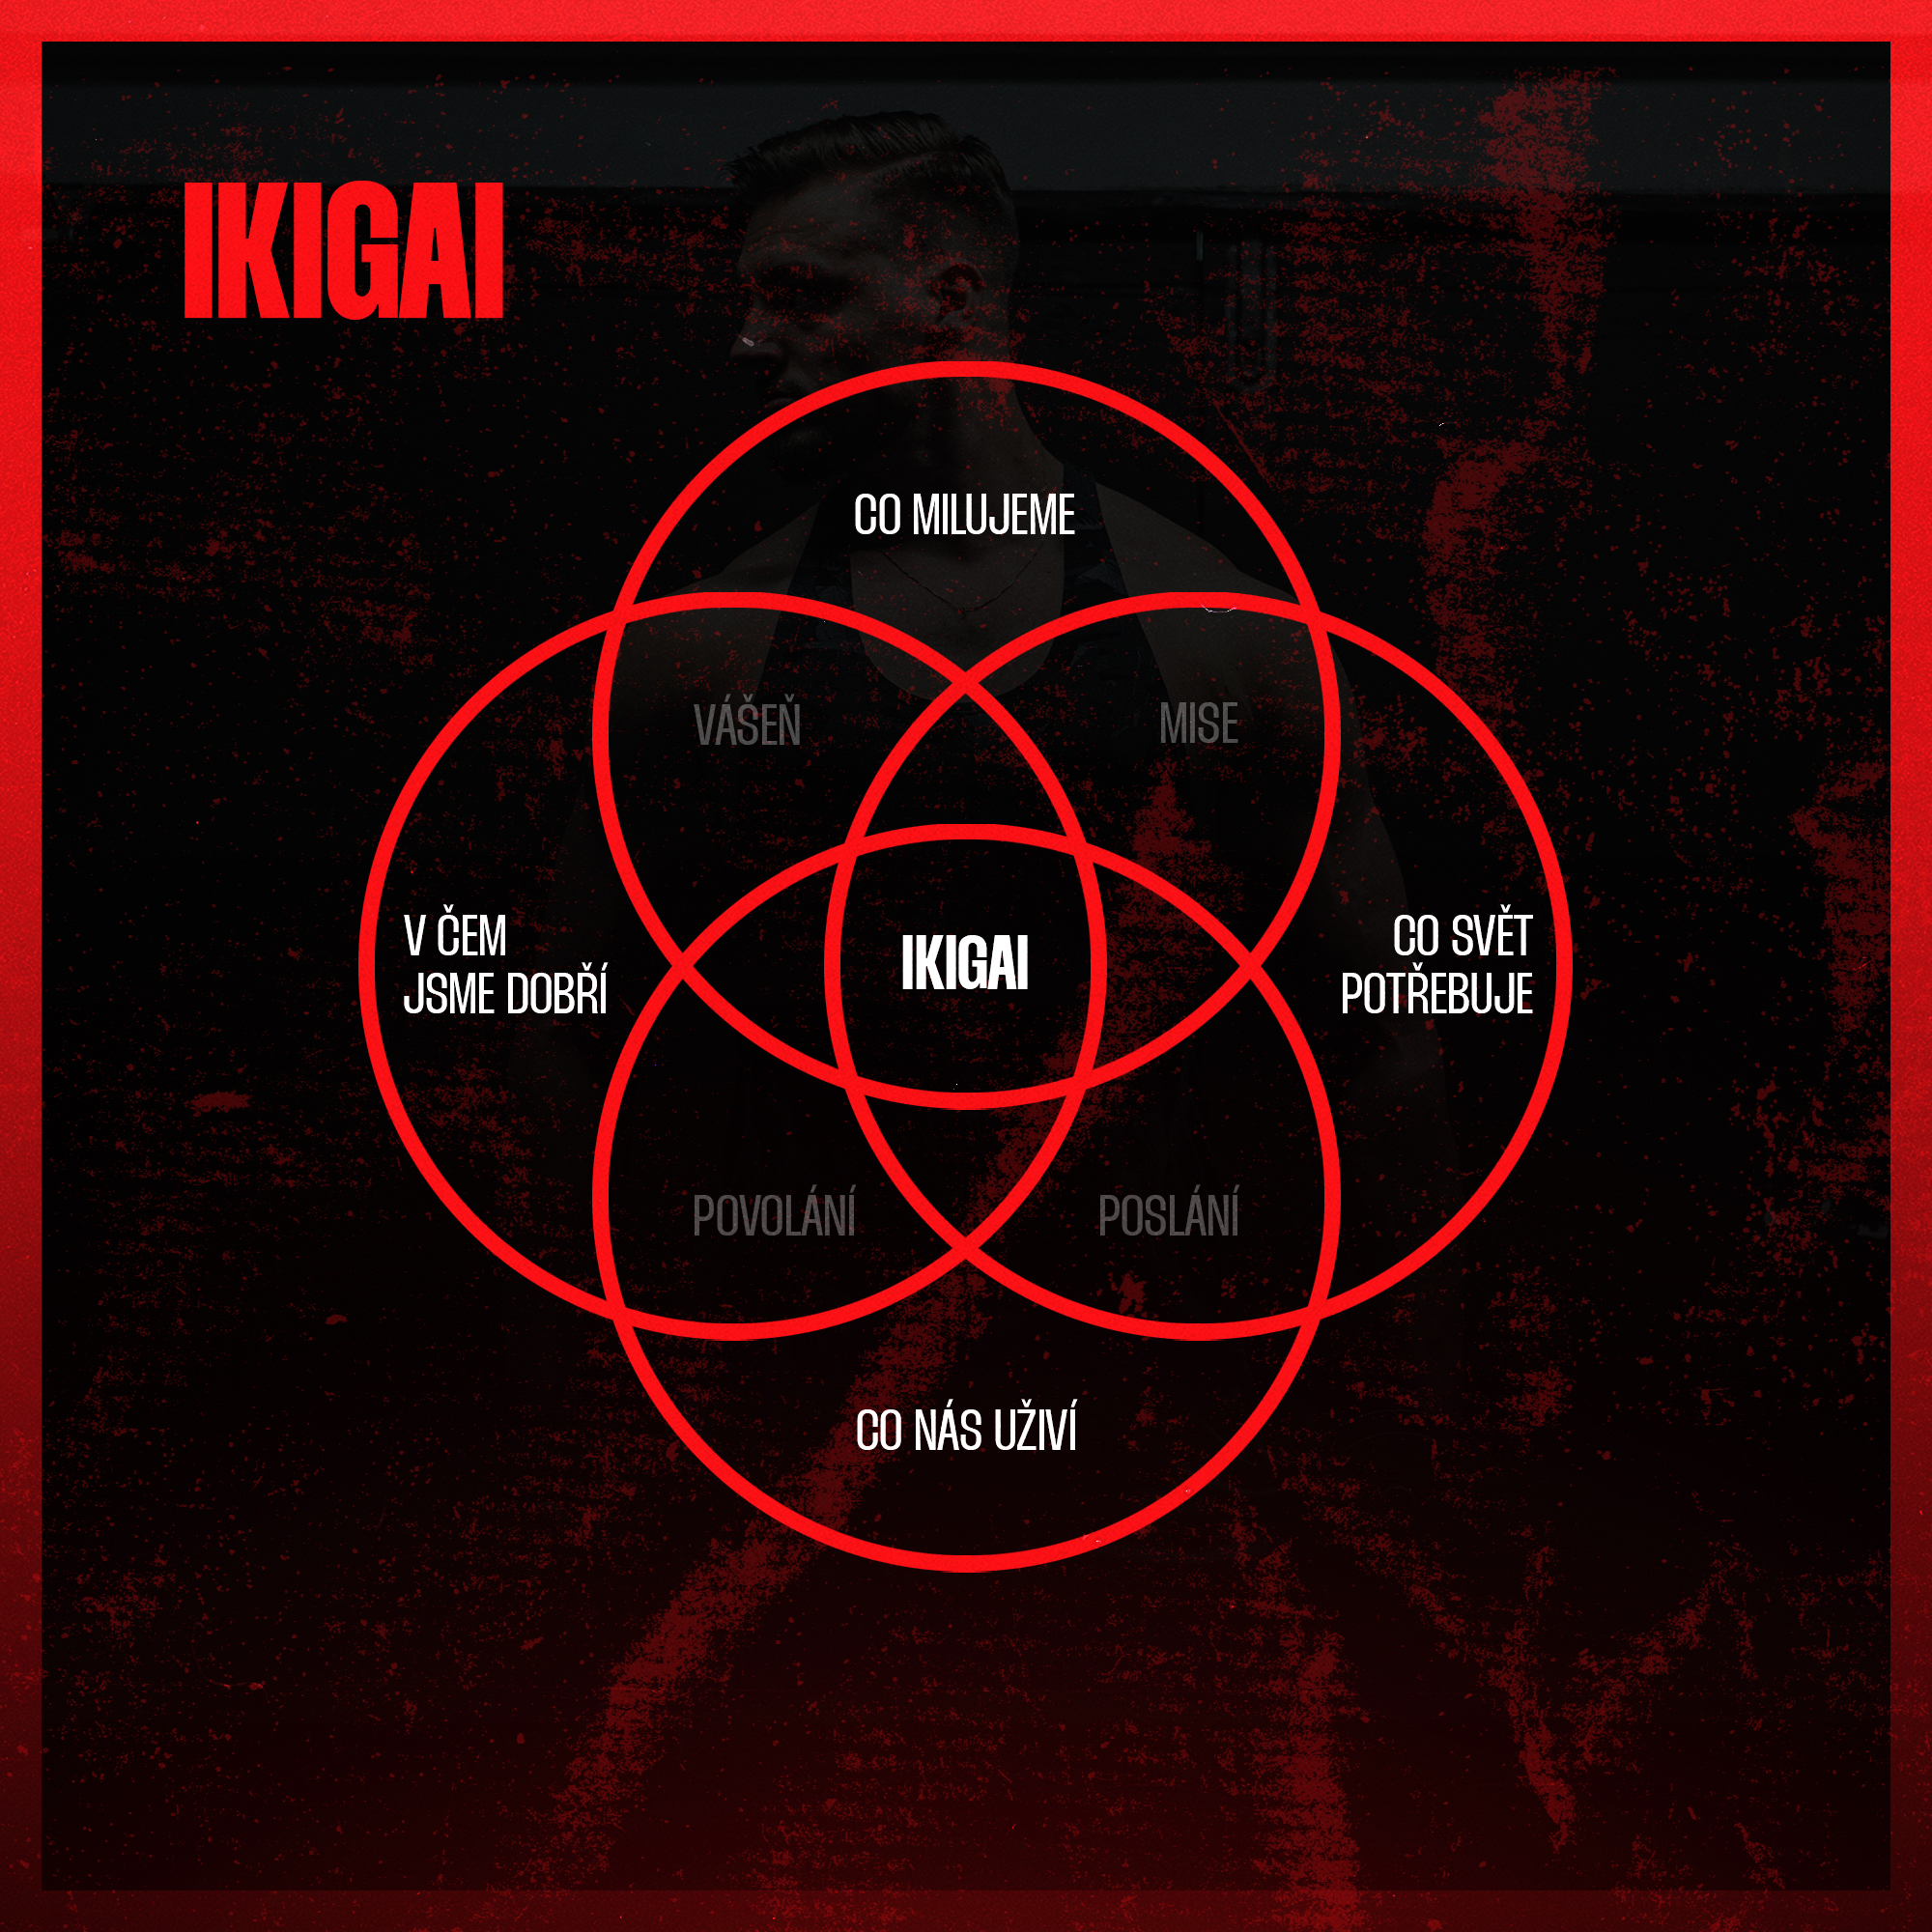 IKIGAI
CO MILUJEME
VÁŠEŇ
MISE
V ČEM
JSME DOBŘÍ
IKIGAI
CO SVĚT
POTŘEBUJE
POVOLÁNÍ
POSLÁNÍ
CO NÁS UŽIVÍ